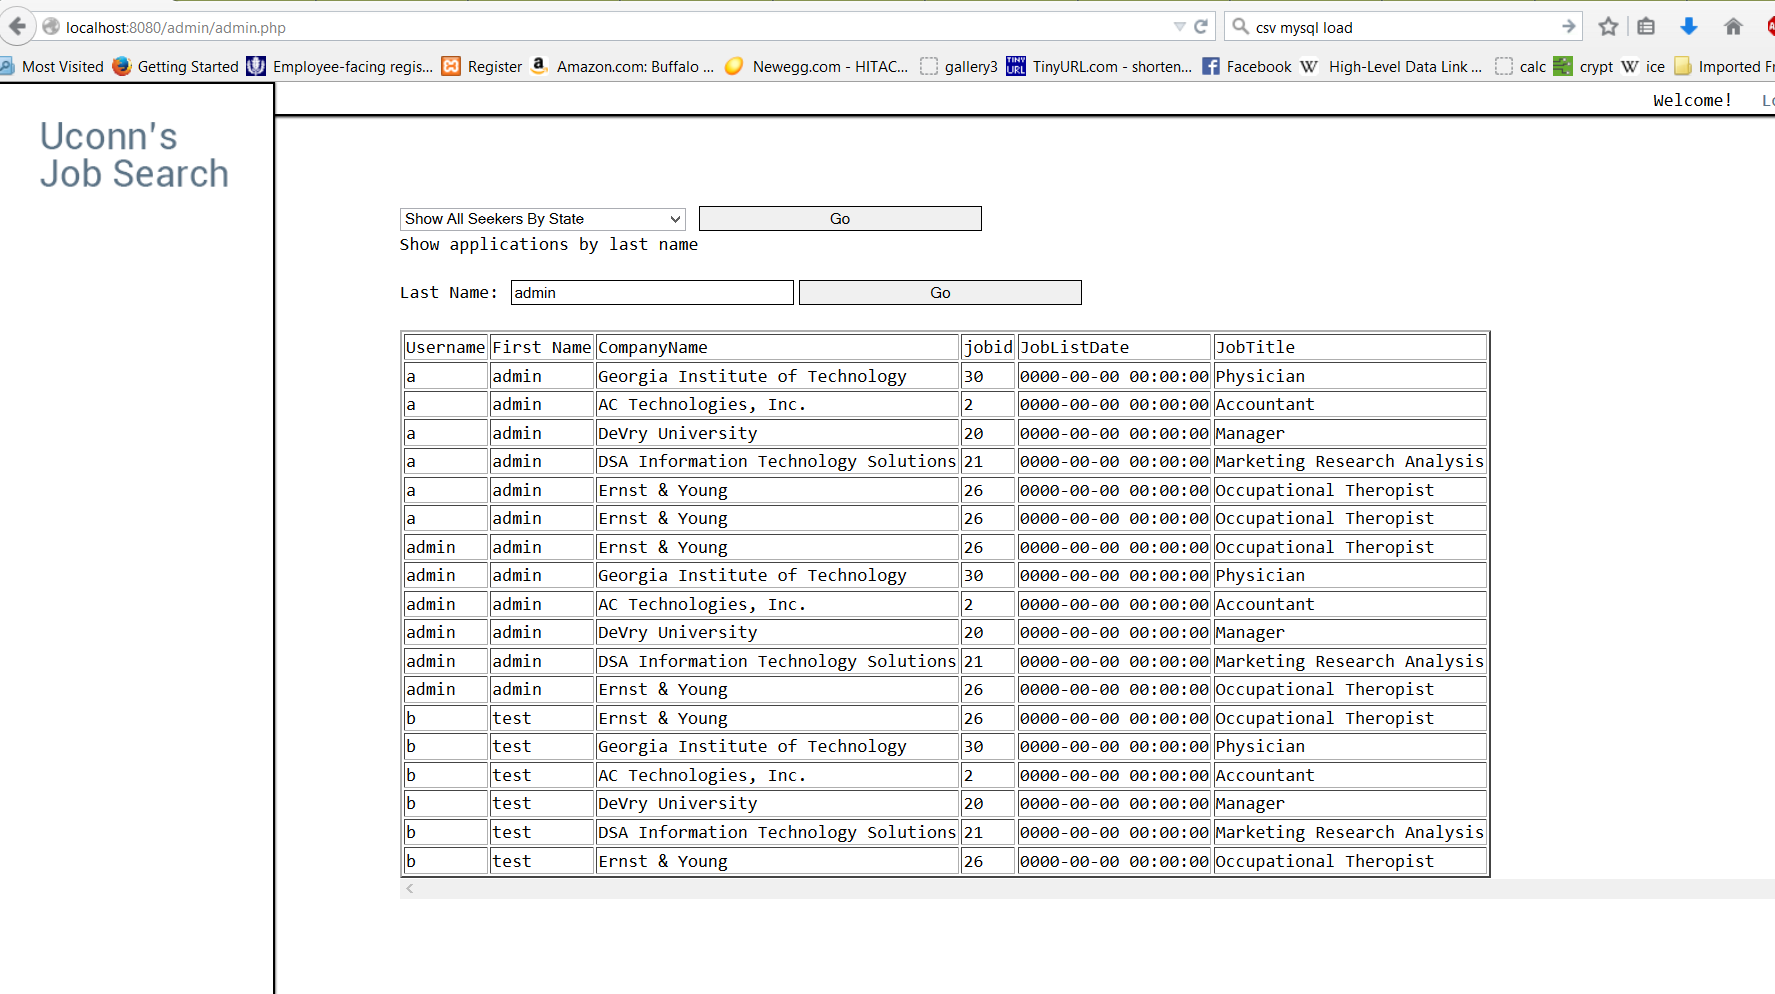 localhost:8080/admin/admin.php csv mysql load
Most Visited Getting Started Employee-facing regis... Register Amazon.com: Buffalo ... Newegg.com - HITAC... gallery3 TINY URL TinyURL.com - shorten... Facebook W High-Level Data Link ... calc crypt W ice Imported Fr
Welcome! Lo
Uconn's
Job Search
Show All Seekers By State Go
Show applications by last name
Last Name: admin Go
Username First Name CompanyName jobid JobListDate JobTitle
a admin Georgia Institute of Technology 30 0000-00-00 00:00:00 Physician
a admin AC Technologies, Inc. 2 0000-00-00 00:00:00 Accountant
a admin DeVry University 20 0000-00-00 00:00:00 Manager
a admin DSA Information Technology Solutions 21 0000-00-00 00:00:00 Marketing Research Analysis
a admin Ernst & Young 26 0000-00-00 00:00:00 Occupational Theropist
a admin Ernst & Young 26 0000-00-00 00:00:00 Occupational Theropist
admin admin Ernst & Young 26 0000-00-00 00:00:00 Occupational Theropist
admin admin Georgia Institute of Technology 30 0000-00-00 00:00:00 Physician
admin admin AC Technologies, Inc. 2 0000-00-00 00:00:00 Accountant
admin admin DeVry University 20 0000-00-00 00:00:00 Manager
admin admin DSA Information Technology Solutions 21 0000-00-00 00:00:00 Marketing Research Analysis
admin admin Ernst & Young 26 0000-00-00 00:00:00 Occupational Theropist
b test Ernst & Young 26 0000-00-00 00:00:00 Occupational Theropist
b test Georgia Institute of Technology 30 0000-00-00 00:00:00 Physician
b test AC Technologies, Inc. 2 0000-00-00 00:00:00 Accountant
b test DeVry University 20 0000-00-00 00:00:00 Manager
b test DSA Information Technology Solutions 21 0000-00-00 00:00:00 Marketing Research Analysis
b test Ernst & Young 26 0000-00-00 00:00:00 Occupational Theropist